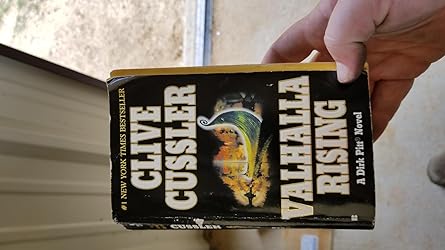 #1 NEW YORK TIMES BESTSELLER
CLIVE
CUSSLER
VALHALLA
RISING
A Dirk Pitt® Novel
CUSSLER